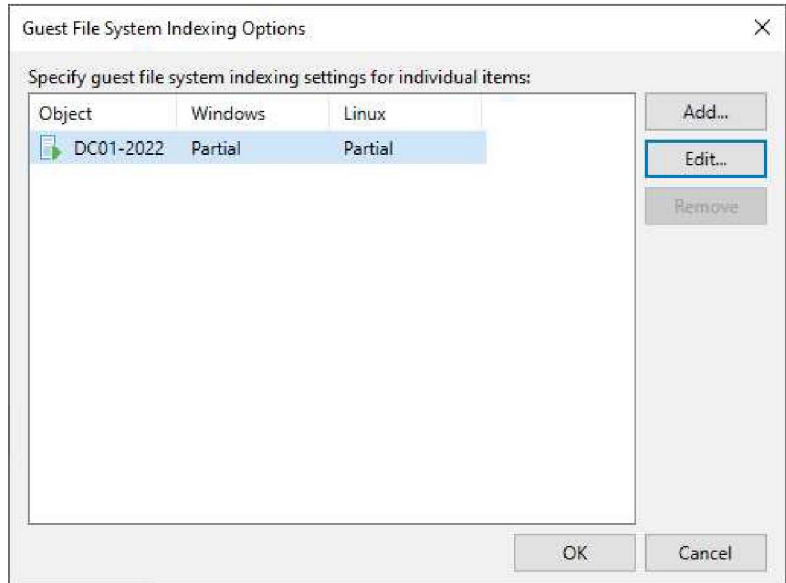 Guest File System Indexing Options
Specify guest file system indexing settings for individual items:
Object Windows Linux Add...
DC01-2022 Partial Partial Edit...
Remove
OK Cancel